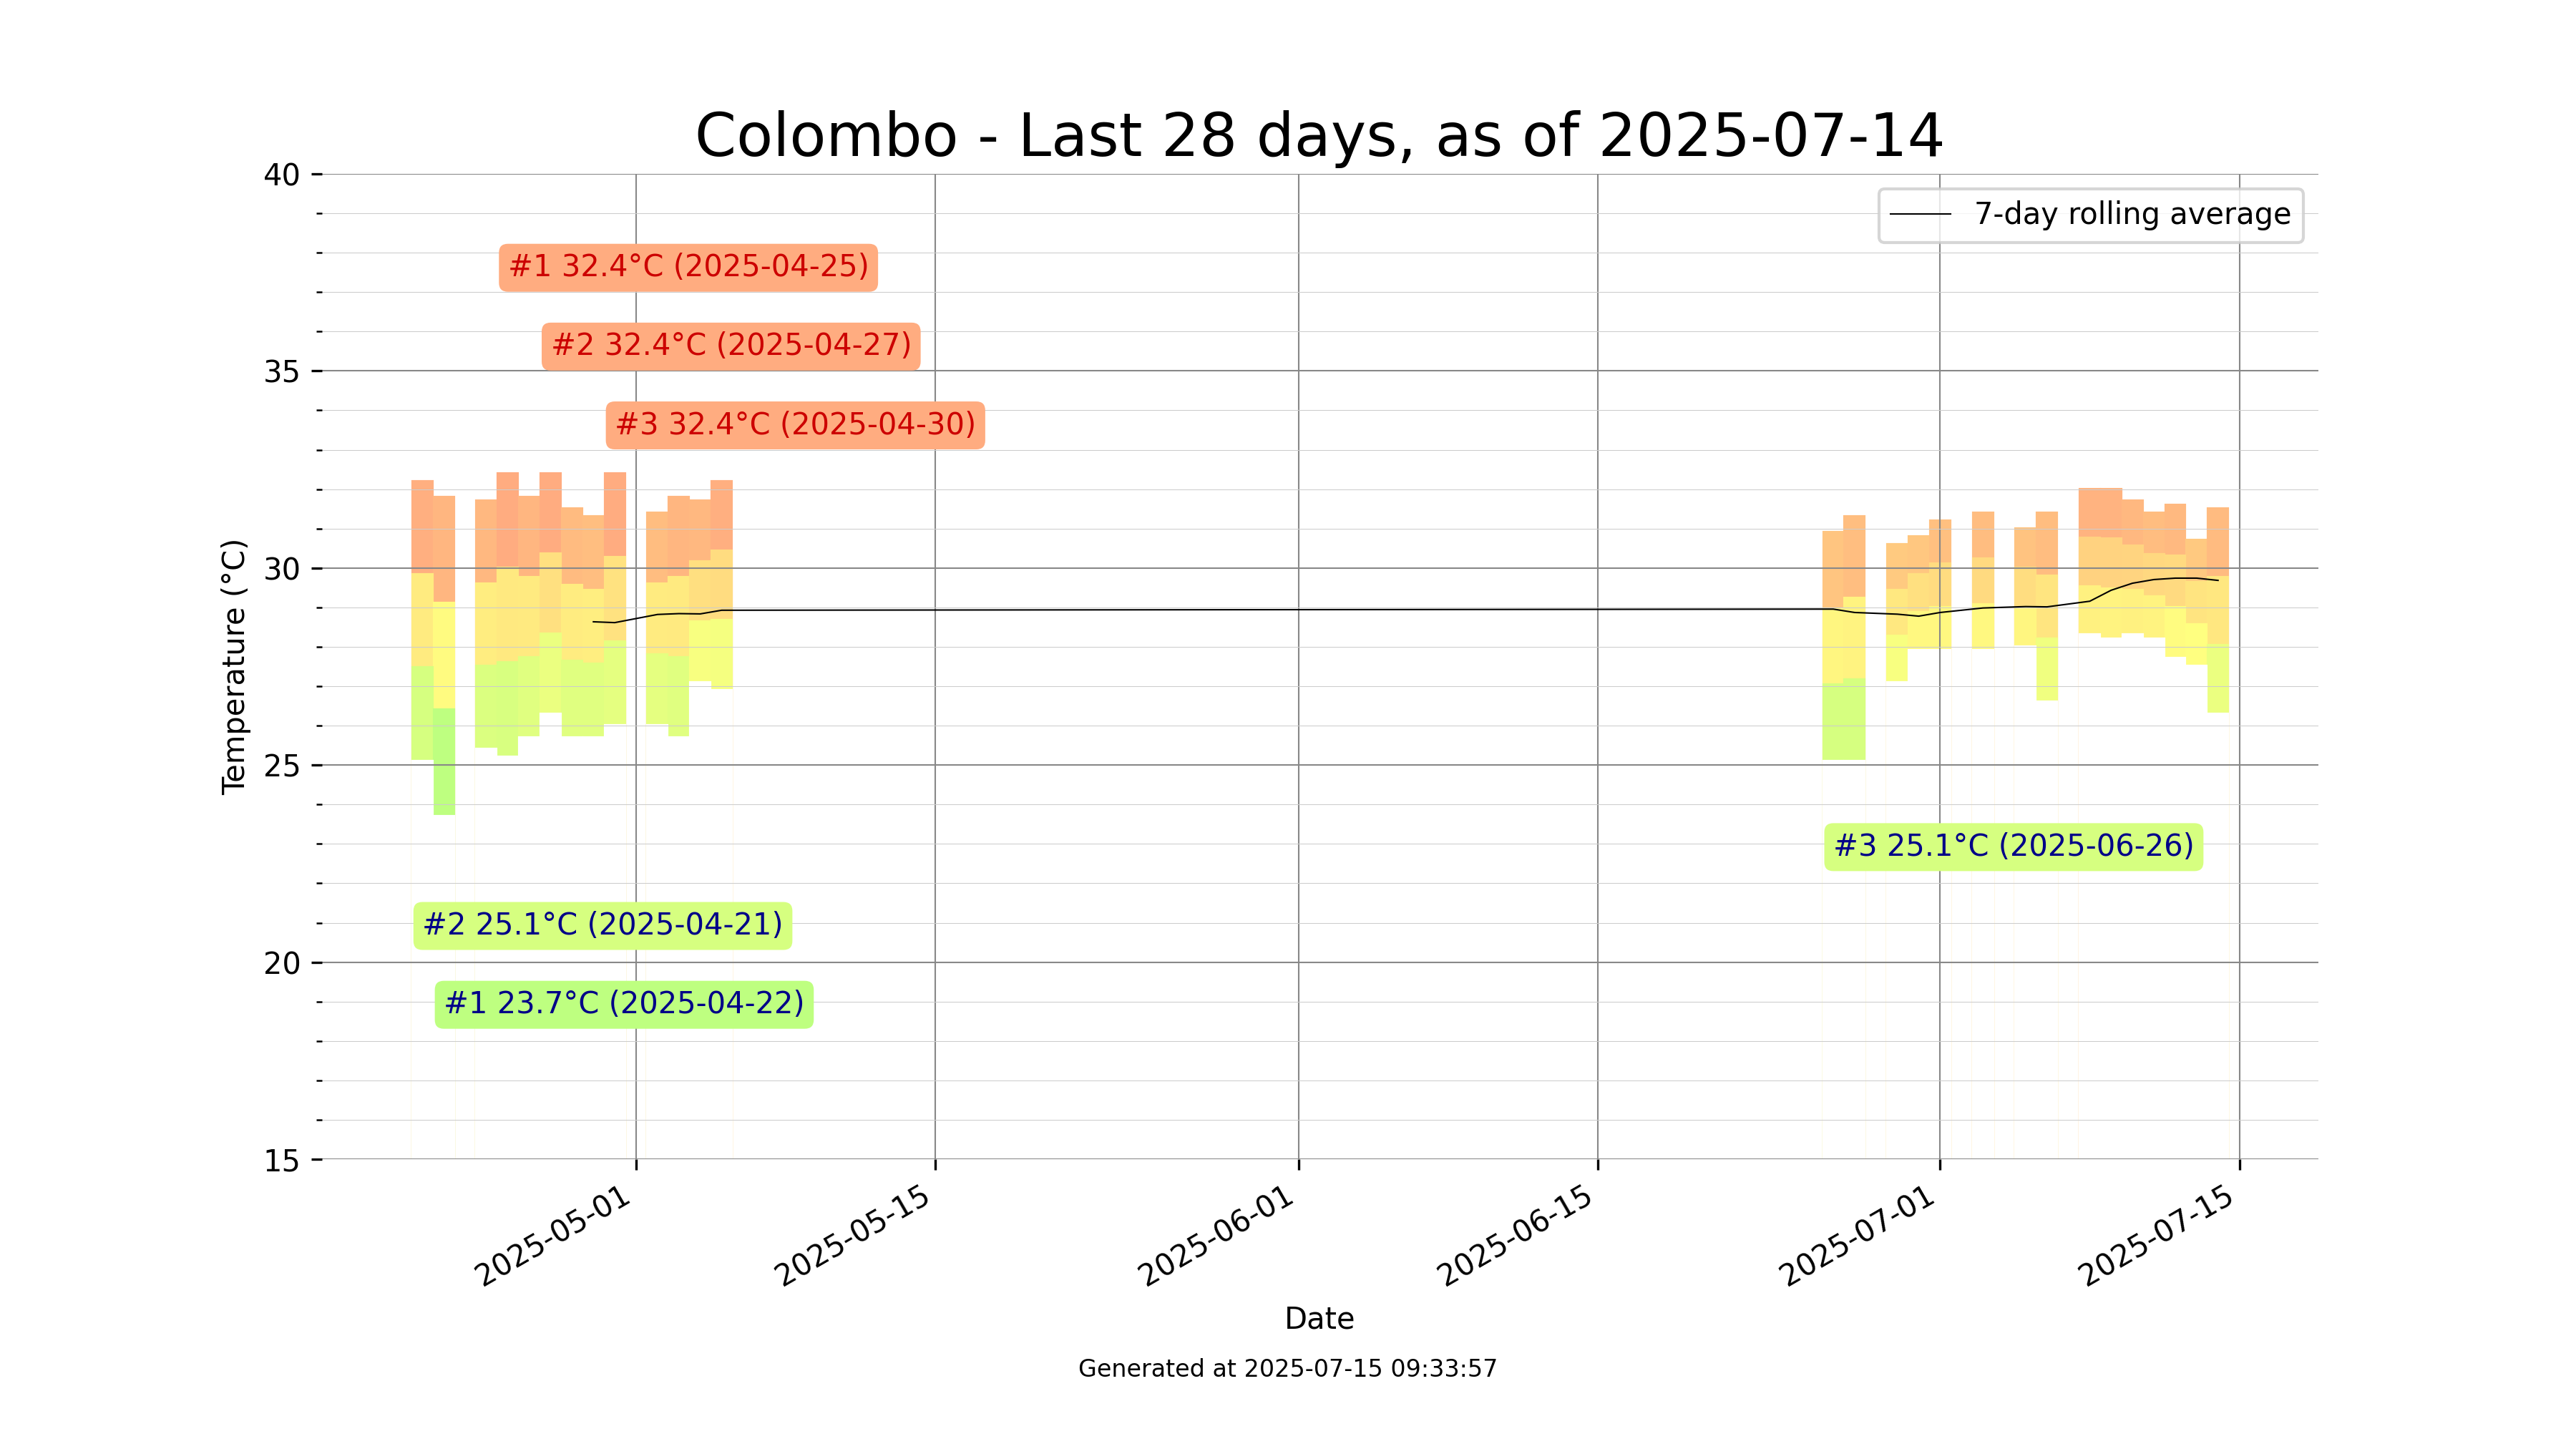 Colombo - Last 28 days, as of 2025-07-14
40
7-day rolling average
#1 32.4°C (2025-04-25)
#2 32.4°C (2025-04-27)
35
#3 32.4°C (2025-04-30)
30
Temperature (°C)
25
#3 25.1°C (2025-06-26)
#2 25.1°C (2025-04-21)
20
#1 23.7°C (2025-04-22)
15
2025-05-01
2025-05-15
2025-06-01
2025-06-15
2025-07-01
2025-07-15
Date
Generated at 2025-07-15 09:33:57